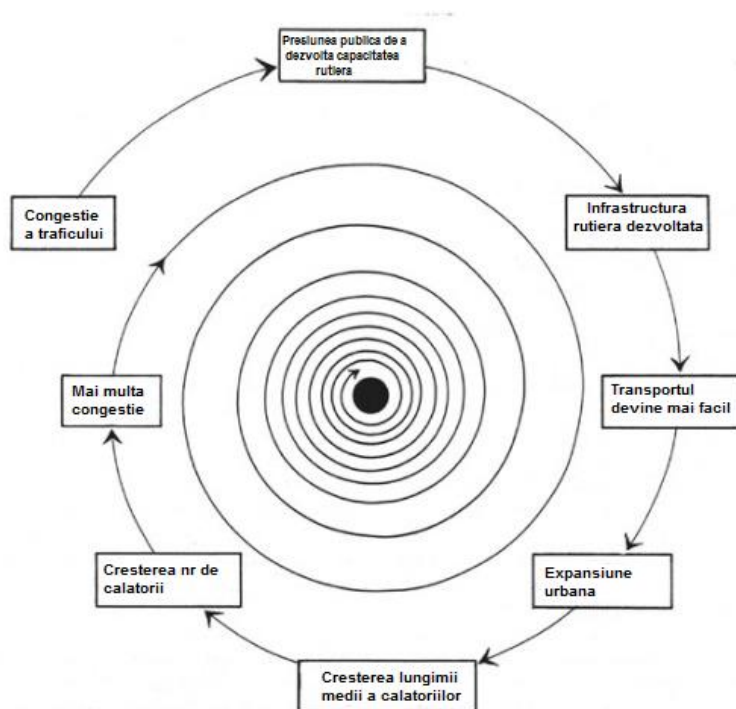 Presiunea publica de a
dezvolta capacitatea
rutiera
Infrastructura
rutiera dezvoltata
Transportul
devine mai facil
Expansiune
urbana
Cresterea lungimii
medii a calatoriilor
Cresterea nr de
calatorii
Mai multa
congestie
Congestie
a traficului